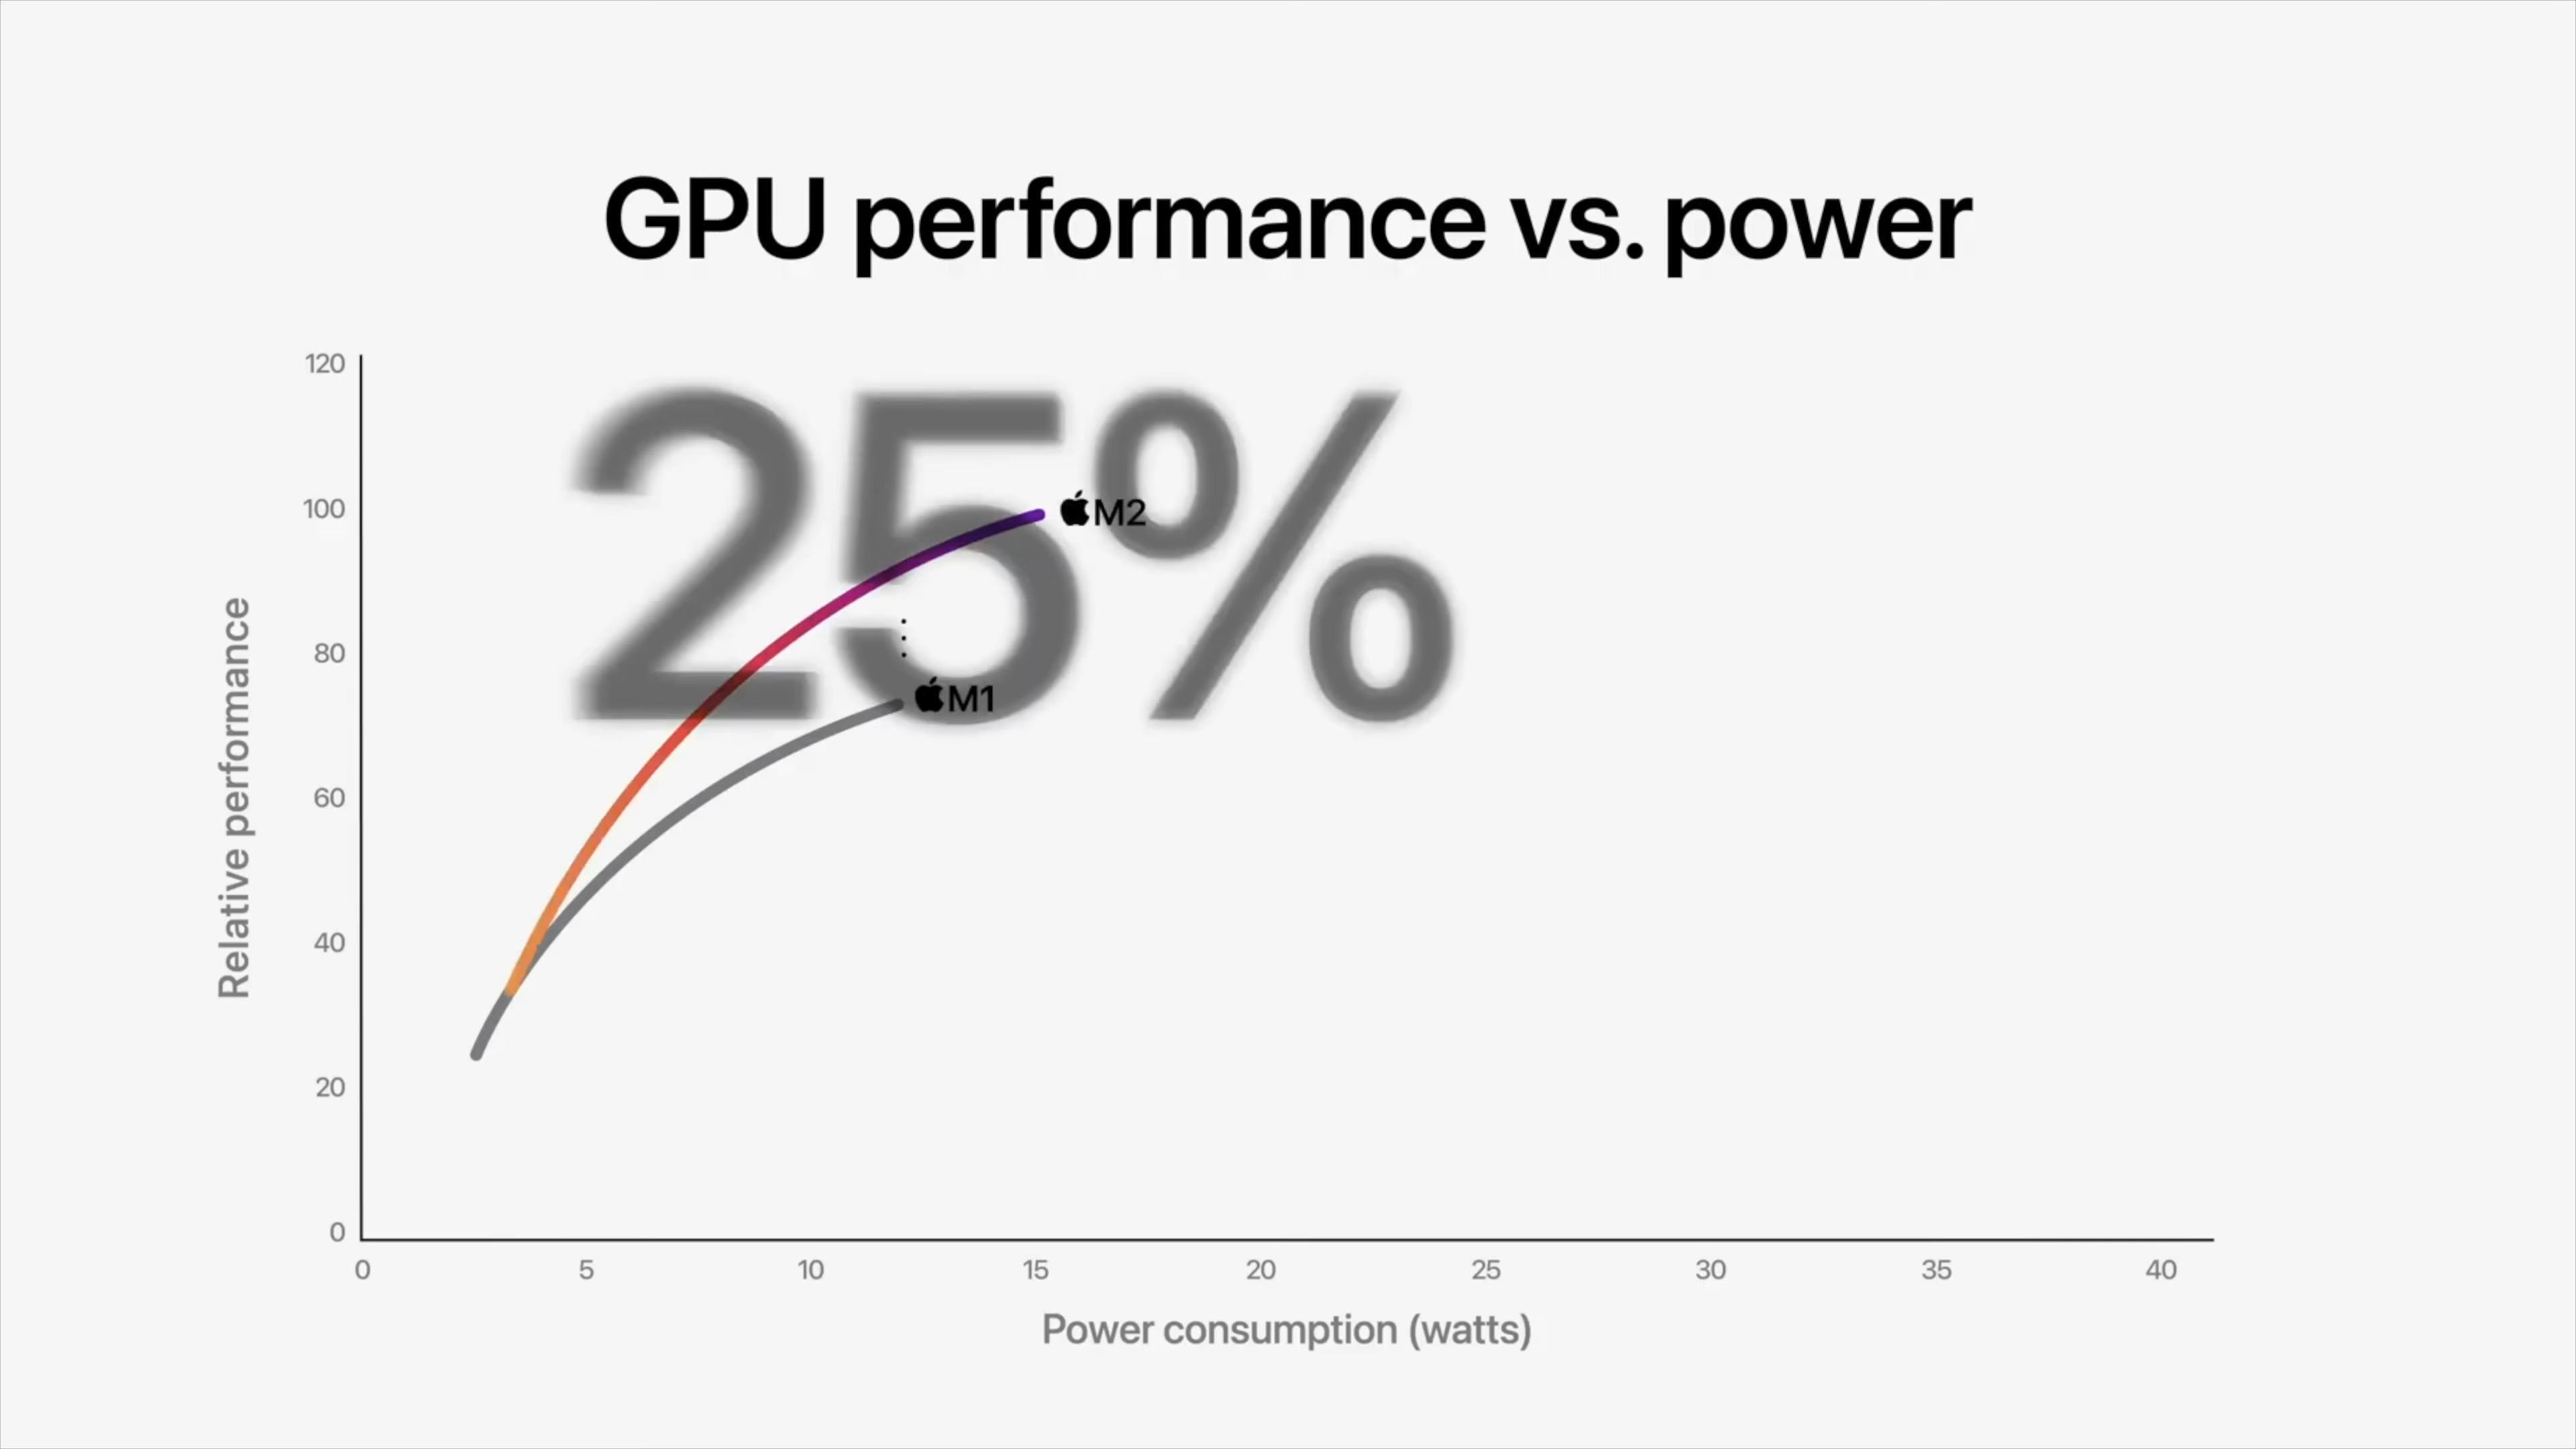 GPU performance vs. power
120
25%
100
M2
80
M1
60
Relative performance
40
20
0
0 5 10 15 20 25 30 35 40
Power consumption (watts)